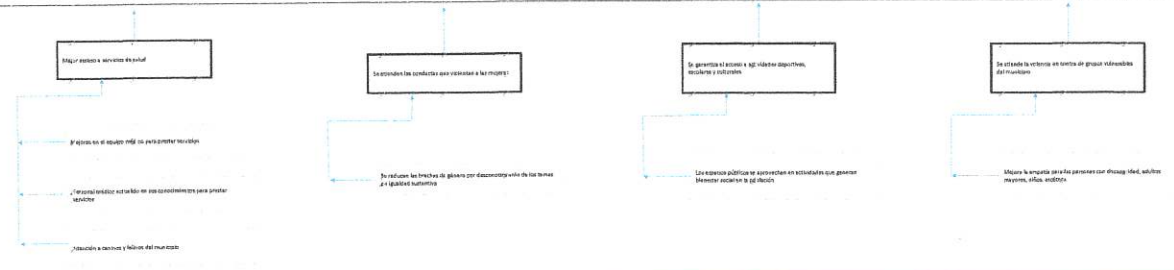 Mejor acceso a servicios de salud
Se atienden las conductas que violentan a las mujeres
Se garantiza el acceso a actividades deportivas,
escolares y culturales
Se atiende la violencia en contra de grupos vulnerables
del municipio
Mejoras en el equipo médico para prestar servicios
Personal médico actualizado en sus conocimientos para prestar
servicios
Atención a caninos y felinos del municipio
Se reducen las brechas de género por desconocimiento de los temas
en igualdad sustantiva
Los espacios públicos se aprovechan en actividades que generan
bienestar social en la población
Mejora la empatía para las personas con discapacidad, adultos
mayores, niños,